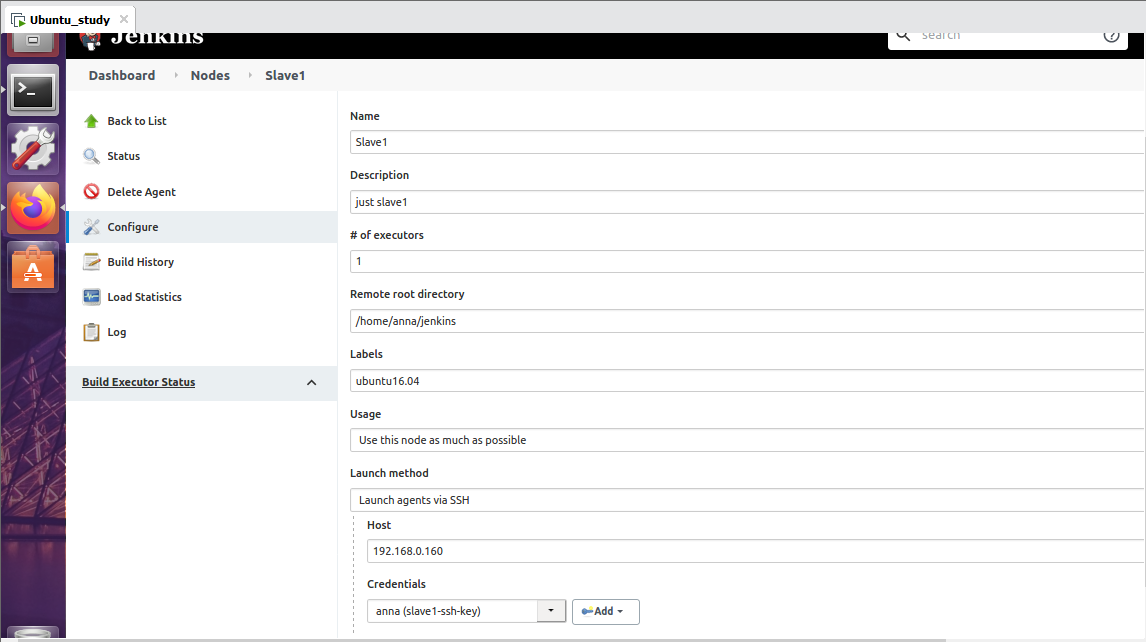 Ubuntu_study
Jenkins
search
Dashboard Nodes Slave1
Back to List
Status
Delete Agent
Configure
Build History
Load Statistics
Log
Build Executor Status
Name
Slave1
Description
just slave1
# of executors
1
Remote root directory
/home/anna/jenkins
Labels
ubuntu16.04
Usage
Use this node as much as possible
Launch method
Launch agents via SSH
Host
192.168.0.160
Credentials
anna (slave1-ssh-key)
Add